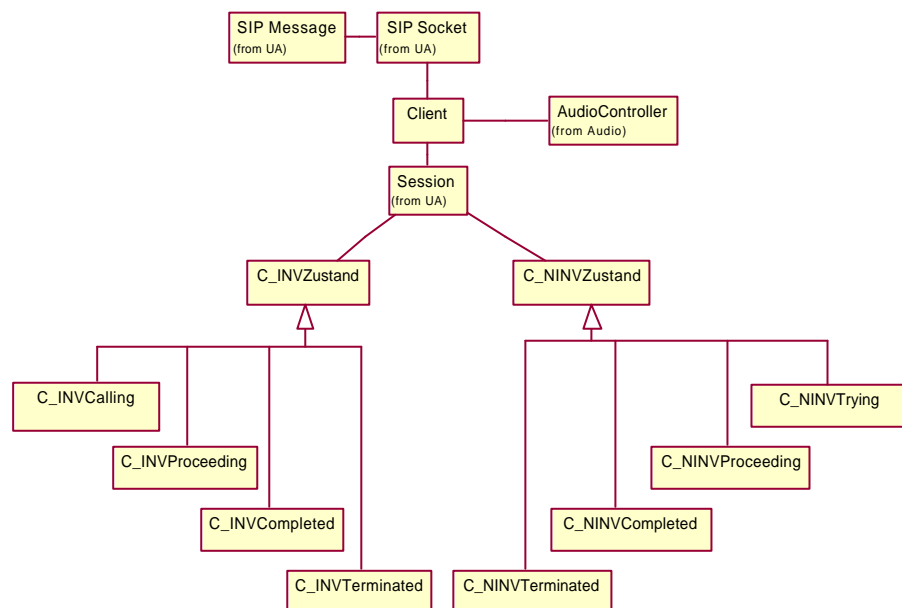 SIP Message
(from UA)
SIP Socket
(from UA)
Client
AudioController
(from Audio)
Session
(from UA)
C_INVZustand
C_NINVZustand
C_INVCalling
C_NINVTrying
C_INVProceeding
C_NINVProceeding
C_INVCompleted
C_NINVCompleted
C_INVTerminated
C_NINVTerminated